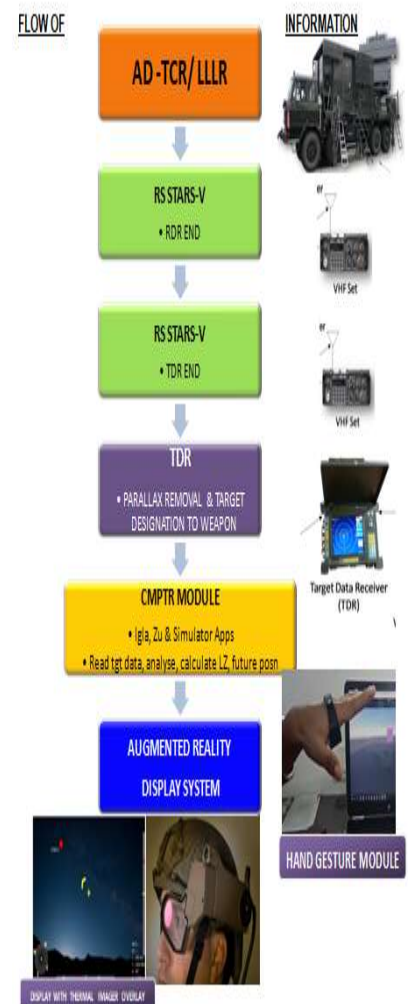 FLOW OF
INFORMATION
AD -TCR/ LLLR
RS STARS-V
• RDR END
VHF Set
RS STARS-V
• TDR END
VHF Set
TDR
• PARALLAX REMOVAL & TARGET
DESIGNATION TO WEAPON
Target Data Receiver
(TDR)
CMPTR MODULE
• Igla, Zu & Simulator Apps
• Read tgt data, analyse, calculate LZ, future posn
AUGMENTED REALITY
DISPLAY SYSTEM
HAND GESTURE MODULE
DISPLAY WITH THERMAL IMAGER OVERLAY